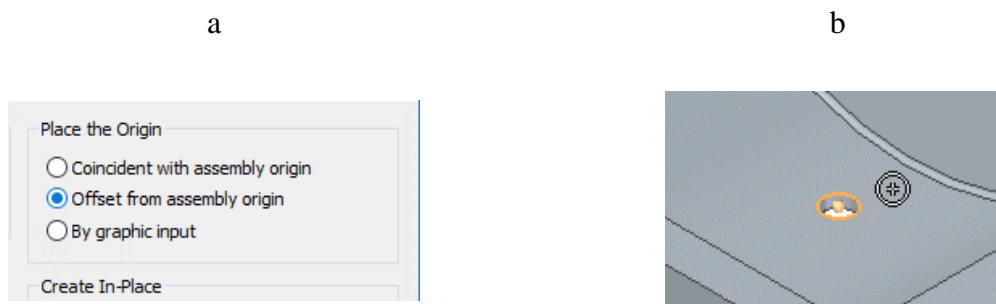 a
b
Place the Origin
Coincident with assembly origin
Offset from assembly origin
By graphic input
Create In-Place